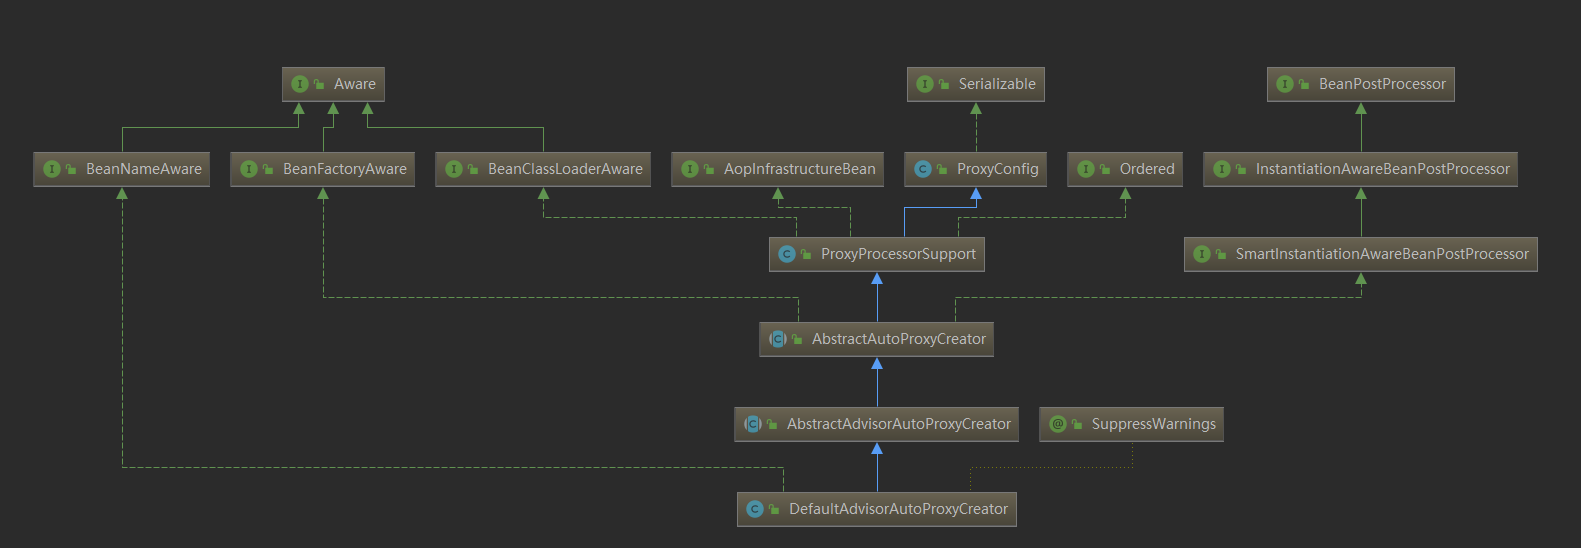 I Aware
I Serializable
I BeanPostProcessor
I BeanNameAware
I BeanFactoryAware
I BeanClassLoaderAware
I AopInfrastructureBean
C ProxyConfig
I Ordered
I InstantiationAwareBeanPostProcessor
C ProxyProcessorSupport
I SmartInstantiationAwareBeanPostProcessor
C AbstractAutoProxyCreator
C AbstractAdvisorAutoProxyCreator
@ SuppressWarnings
C DefaultAdvisorAutoProxyCreator